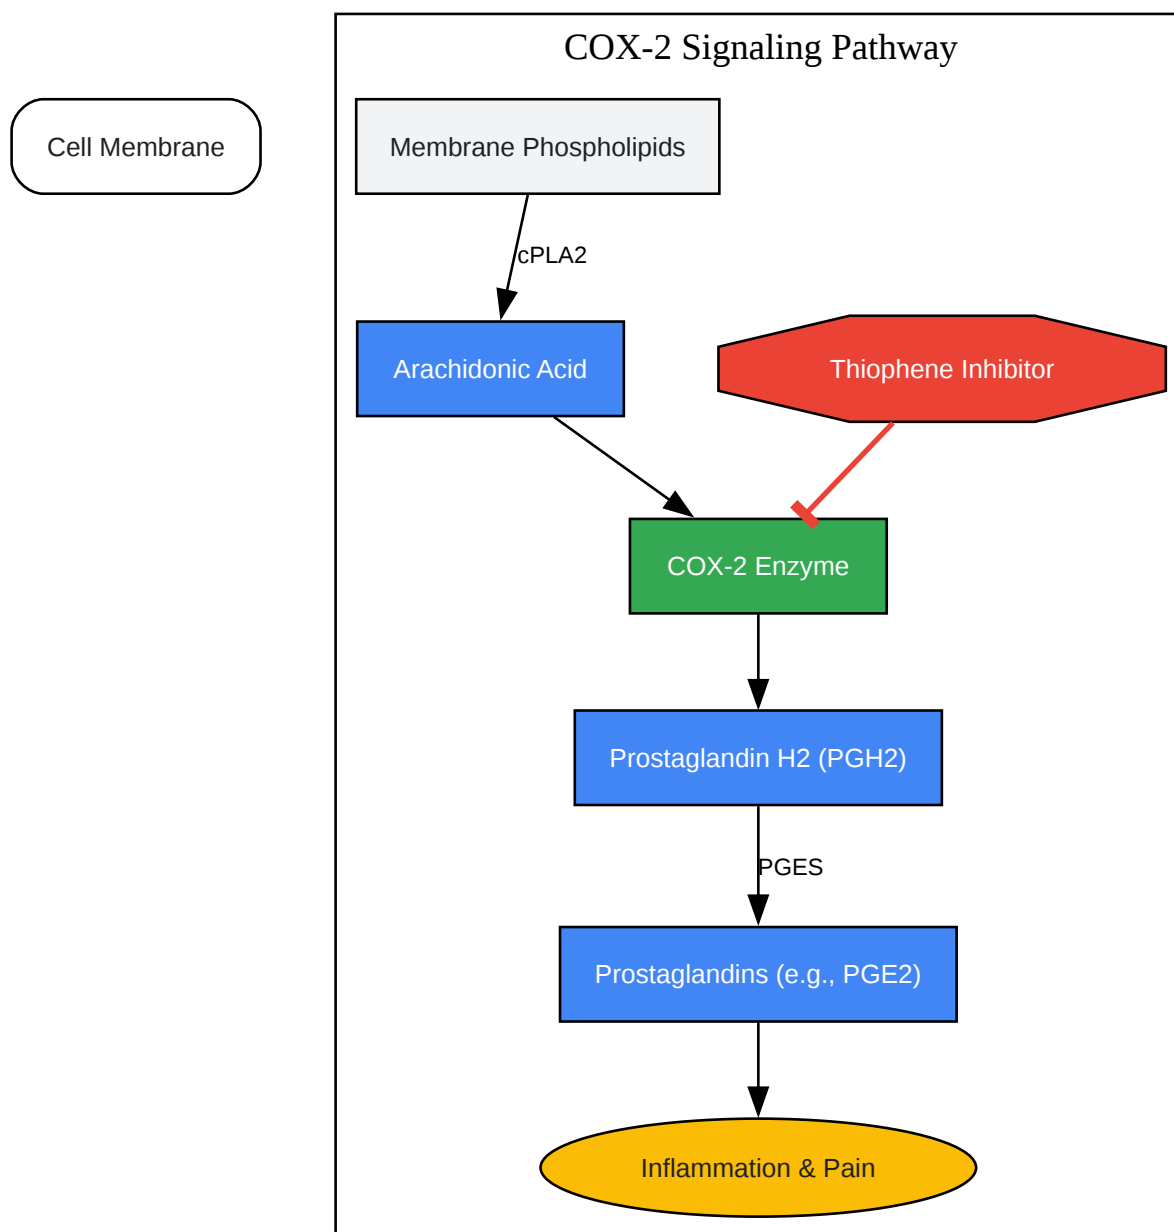 COX-2 Signaling Pathway
Cell Membrane
Membrane Phospholipids
cPLA2
Arachidonic Acid
Thiophene Inhibitor
COX-2 Enzyme
Prostaglandin H2 (PGH2)
PGES
Prostaglandins (e.g., PGE2)
Inflammation & Pain